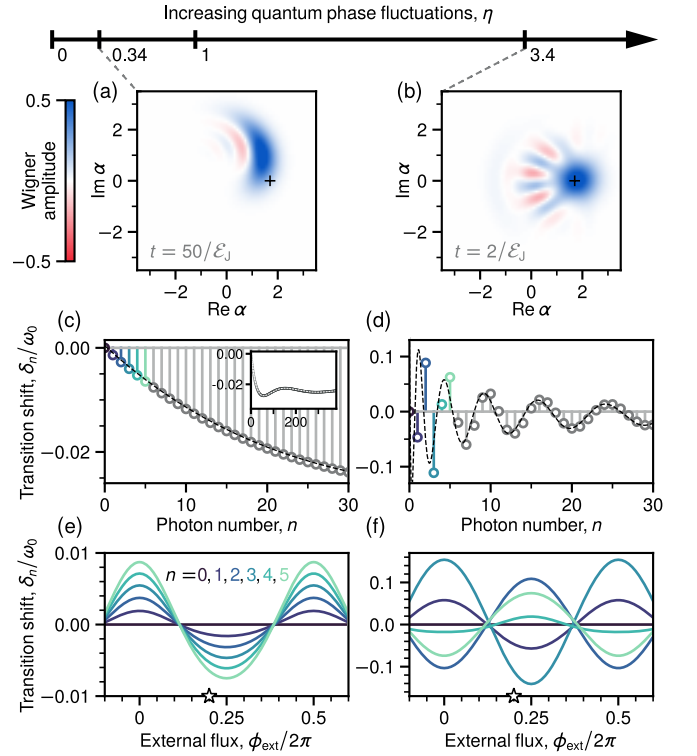 Increasing quantum phase fluctuations, η
0 0.34 1 3.4
(a) (b)
0.5
−0.5
Wigner
amplitude
Im α
2
0
−2
t = 50/ℰJ
−2 0 2
Re α
Im α
2
0
−2
t = 2/ℰJ
−2 0 2
Re α
(c) (d)
Transition shift, δn/ω0
0.00
−0.01
−0.02
0.00
-0.02
0 200
0 10 20 30
Photon number, n
0.1
0.0
−0.1
0 10 20 30
Photon number, n
(e) (f)
Transition shift, δn/ω0
0.01
0.00
−0.01
n = 0, 1, 2, 3, 4, 5
0 0.25 0.5
External flux, ϕext/2π
0.1
0.0
−0.1
0 0.25 0.5
External flux, ϕext/2π